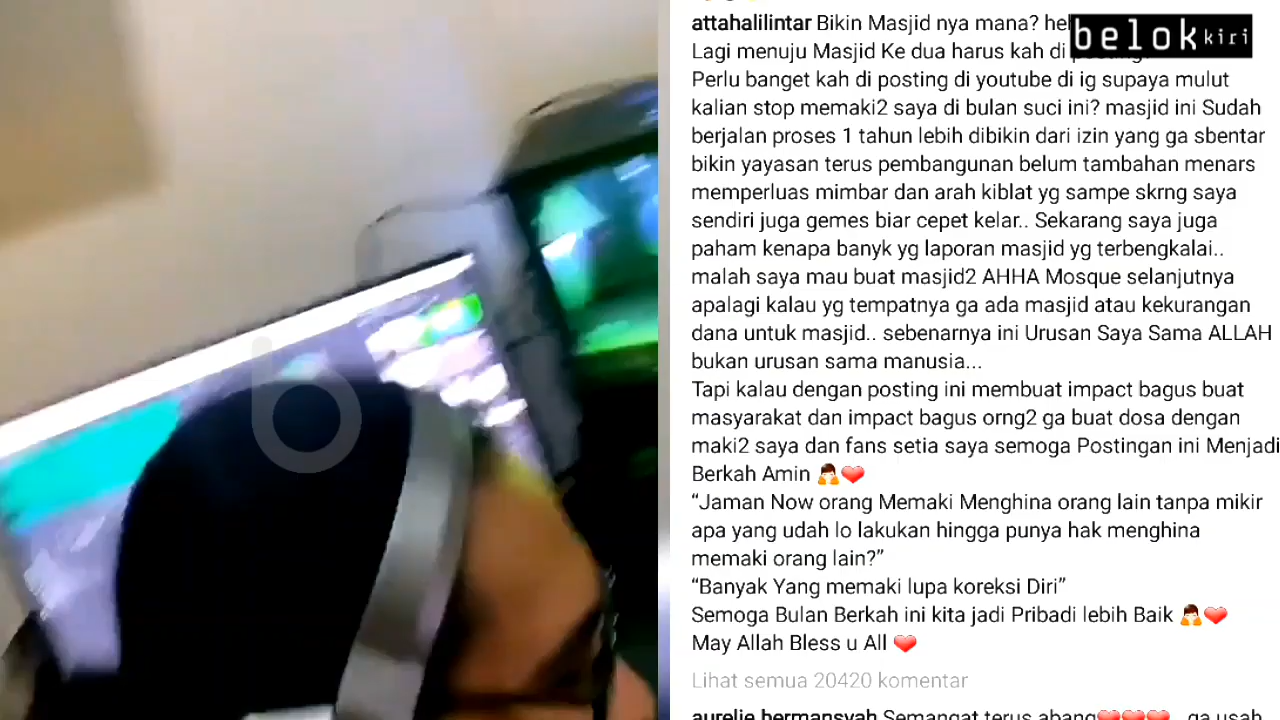 attahalilintar Bikin Masjid nya mana?
belokkiri
Lagi menuju Masjid Ke dua harus kah di
Perlu banget kah di posting di youtube di ig supaya mulut
kalian stop memaki2 saya di bulan suci ini? masjid ini Sudah
berjalan proses 1 tahun lebih dibikin dari izin yang ga sbentar
bikin yayasan terus pembangunan belum tambahan menars
memperluas mimbar dan arah kiblat yg sampe skrng saya
sendiri juga gemes biar cepet kelar.. Sekarang saya juga
paham kenapa banyk yg laporan masjid yg terbengkalai..
malah saya mau buat masjid2 AHHA Mosque selanjutnya
apalagi kalau yg tempatnya ga ada masjid atau kekurangan
dana untuk masjid.. sebenarnya ini Urusan Saya Sama ALLAH
bukan urusan sama manusia...
Tapi kalau dengan posting ini membuat impact bagus buat
masyarakat dan impact bagus orng2 ga buat dosa dengan
maki2 saya dan fans setia saya semoga Postingan ini Menjadi
Berkah Amin 🙏❤️
“Jaman Now orang Memaki Menghina orang lain tanpa mikir
apa yang udah lo lakukan hingga punya hak menghina
memaki orang lain?”
“Banyak Yang memaki lupa koreksi Diri”
Semoga Bulan Berkah ini kita jadi Pribadi lebih Baik 🙏❤️
May Allah Bless u All ❤️
Lihat semua 20420 komentar
aurelie.hermansyah Semangat terus abang❤️❤️❤️ .. ga usah
b